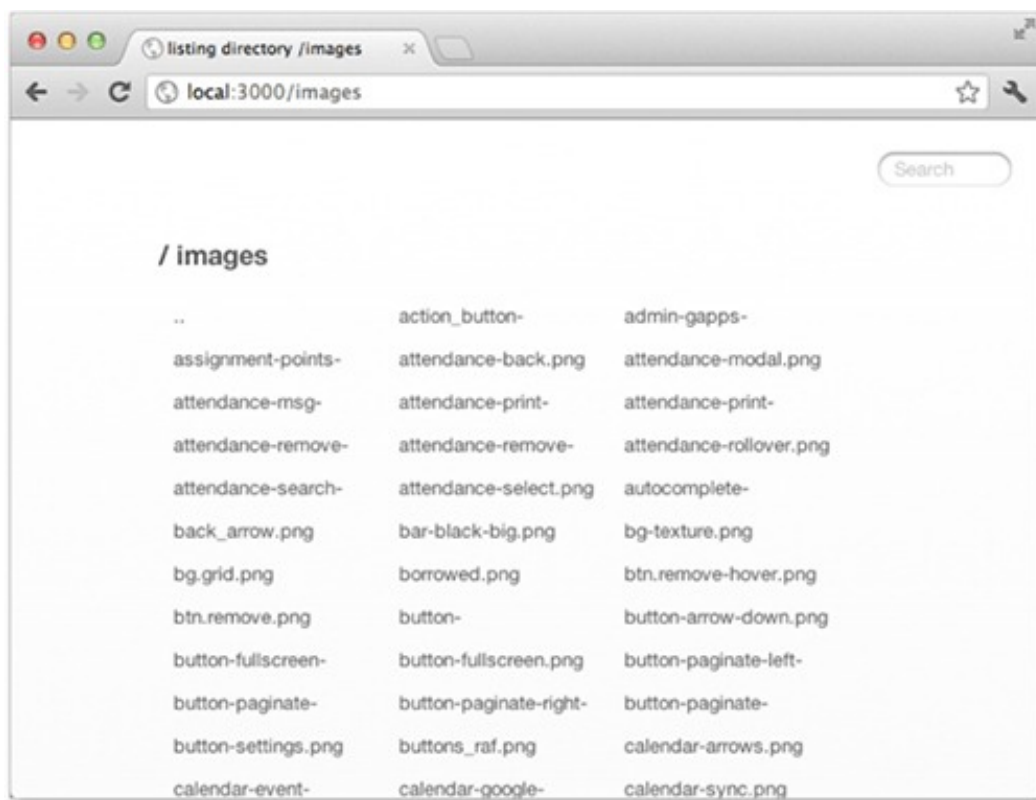 listing directory /images
local:3000/images
Search
/ images
.. action_button- admin-gapps-
assignment-points- attendance-back.png attendance-modal.png
attendance-msg- attendance-print- attendance-print-
attendance-remove- attendance-remove- attendance-rollover.png
attendance-search- attendance-select.png autocomplete-
back_arrow.png bar-black-big.png bg-texture.png
bg.grid.png borrowed.png btn.remove-hover.png
btn.remove.png button- button-arrow-down.png
button-fullscreen- button-fullscreen.png button-paginate-left-
button-paginate- button-paginate-right- button-paginate-
button-settings.png buttons_raf.png calendar-arrows.png
calendar-event- calendar-google- calendar-sync.png